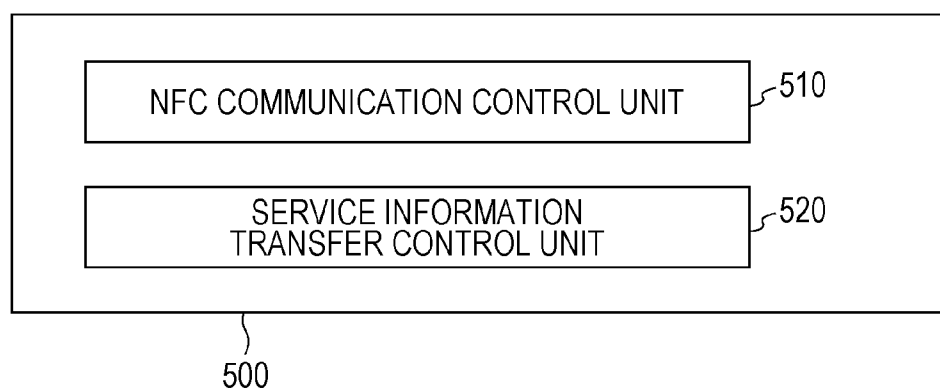 NFC COMMUNICATION CONTROL UNIT
510
SERVICE INFORMATION
TRANSFER CONTROL UNIT
520
500